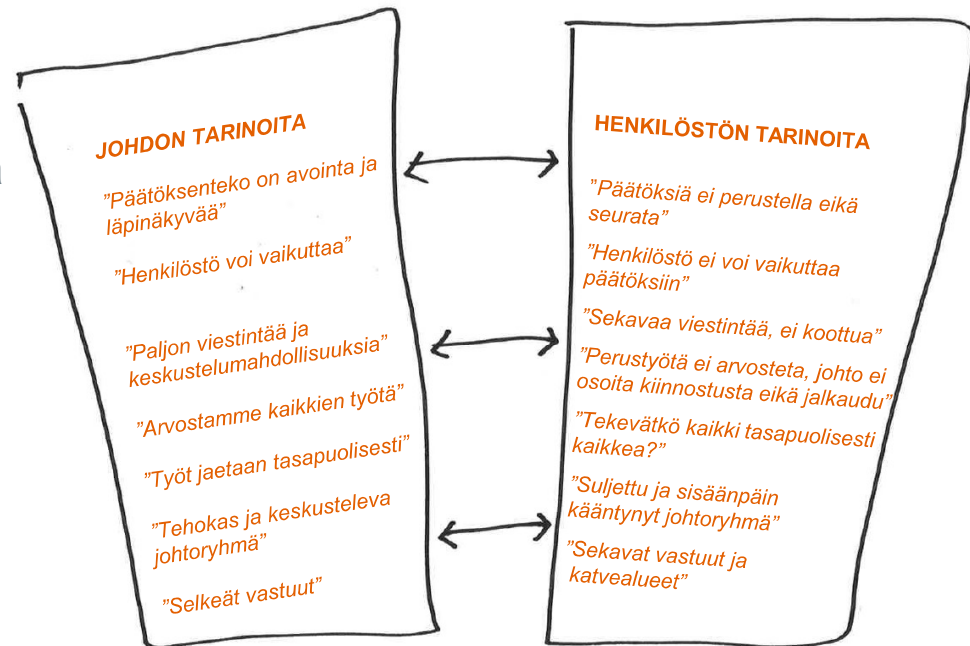 JOHDON TARINOITA
”Päätöksenteko on avointa ja
läpinäkyvää”
”Henkilöstö voi vaikuttaa”
”Paljon viestintää ja
keskustelumahdollisuuksia”
”Arvostamme kaikkien työtä”
”Työt jaetaan tasapuolisesti”
”Tehokas ja keskusteleva
johtoryhmä”
”Selkeät vastuut”
HENKILÖSTÖN TARINOITA
”Päätöksiä ei perustella eikä
seurata”
”Henkilöstö ei voi vaikuttaa
päätöksiin”
”Sekavaa viestintää, ei koottua”
”Perustyötä ei arvosteta, johto ei
osoita kiinnostusta eikä jalkaudu”
”Tekevätkö kaikki tasapuolisesti
kaikkea?”
”Suljettu ja sisäänpäin
kääntynyt johtoryhmä”
”Sekavat vastuut ja
katvealueet”